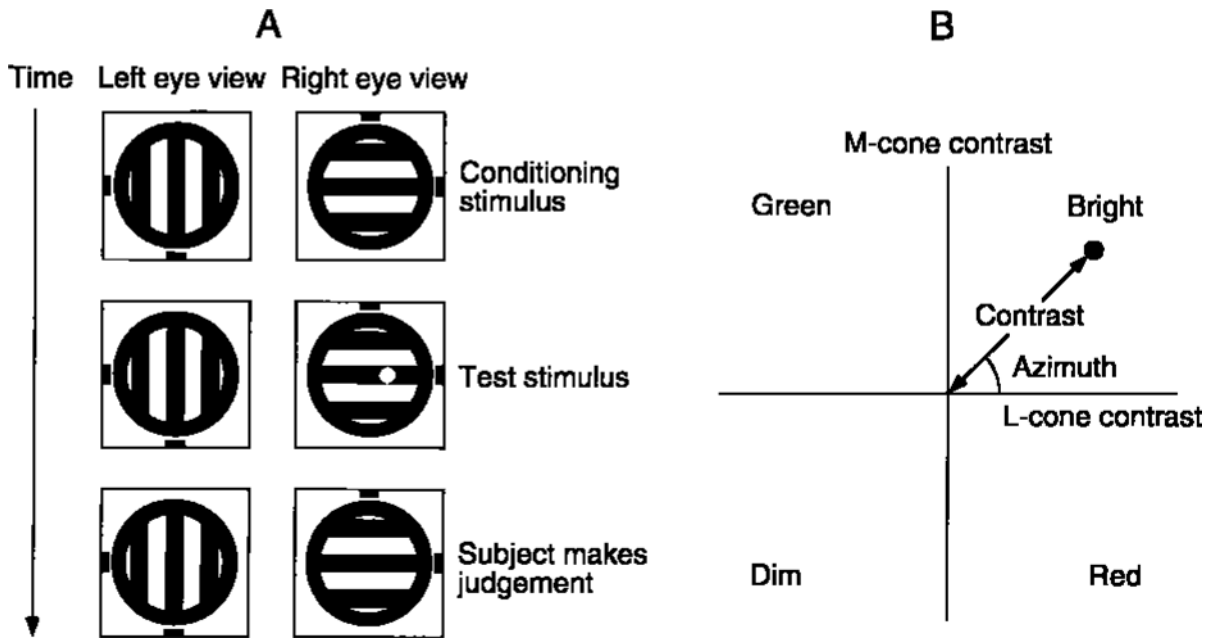 A
B
Time
Left eye view
Right eye view
Conditioning
stimulus
Test stimulus
Subject makes
judgement
M-cone contrast
Green
Bright
Contrast
Azimuth
L-cone contrast
Dim
Red